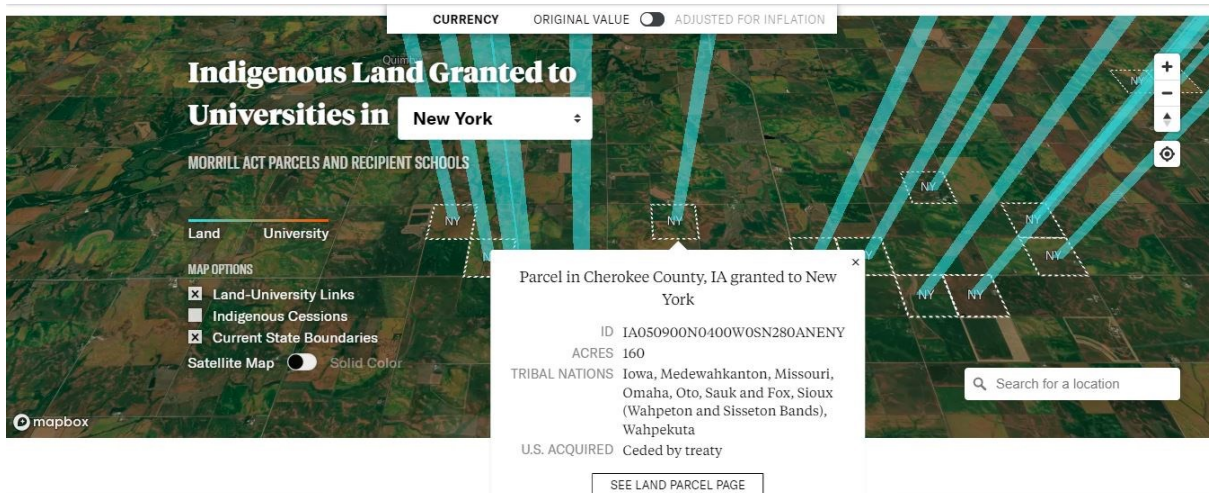 CURRENCY ORIGINAL VALUE ADJUSTED FOR INFLATION
Indigenous Land Granted to
Universities in New York
MORRILL ACT PARCELS AND RECIPIENT SCHOOLS
Land University
MAP OPTIONS
x Land-University Links
Indigenous Cessions
x Current State Boundaries
Satellite Map Solid Color
mapbox
NY
NY
NY
NY
NY
NY
NY
+
−
Parcel in Cherokee County, IA granted to New
York
×
ID IA050900N0400W0SN280ANENY
ACRES 160
TRIBAL NATIONS Iowa, Medewahkanton, Missouri,
Omaha, Oto, Sauk and Fox, Sioux
(Wahpeton and Sisseton Bands),
Wahpekuta
U.S. ACQUIRED Ceded by treaty
SEE LAND PARCEL PAGE
Search for a location